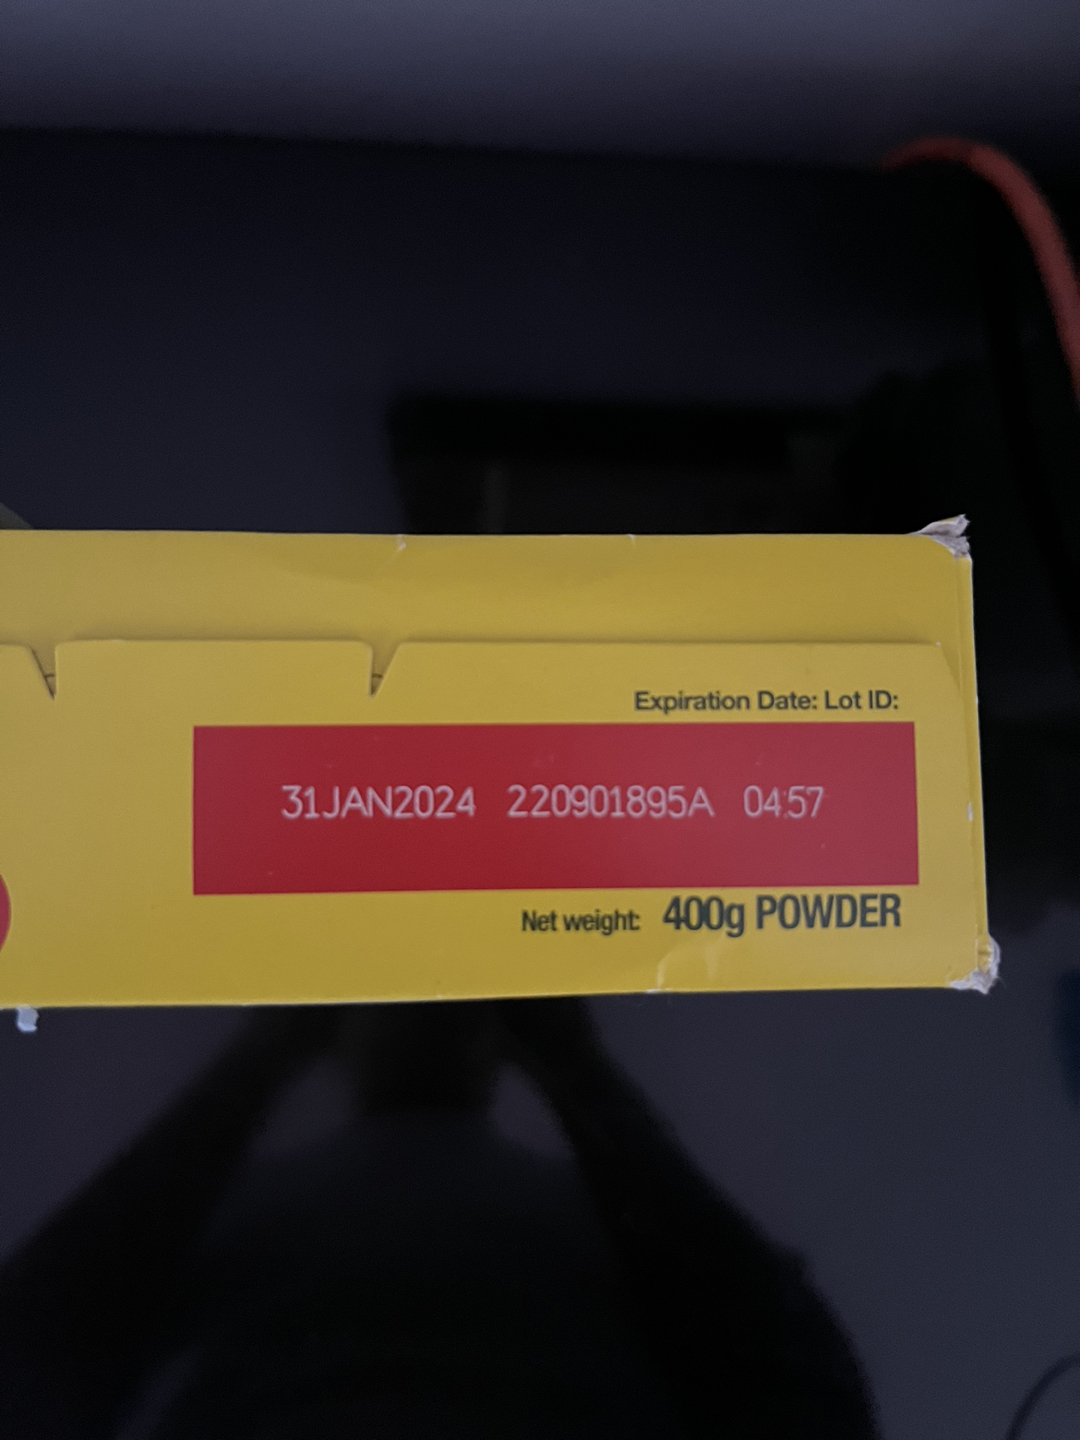 Expiration Date: Lot ID:
31JAN2024 220901895A 04:57
Net weight: 400g POWDER